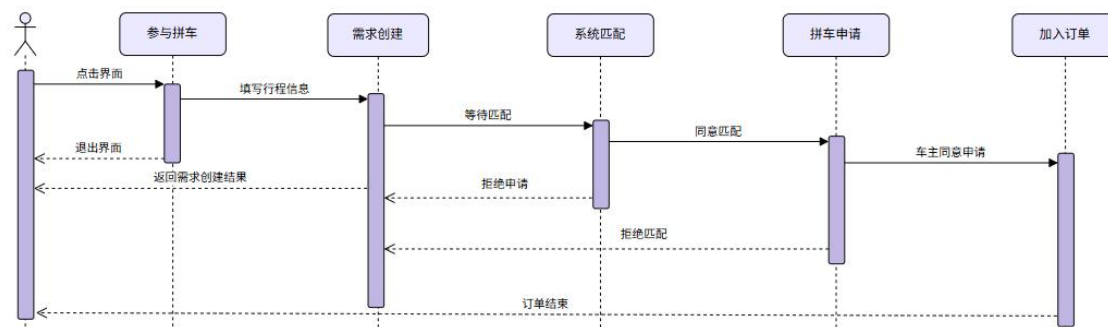 参与拼车
需求创建
系统匹配
拼车申请
加入订单
点击界面
填写行程信息
等待匹配
同意匹配
车主同意申请
退出界面
返回需求创建结果
拒绝申请
拒绝匹配
订单结束